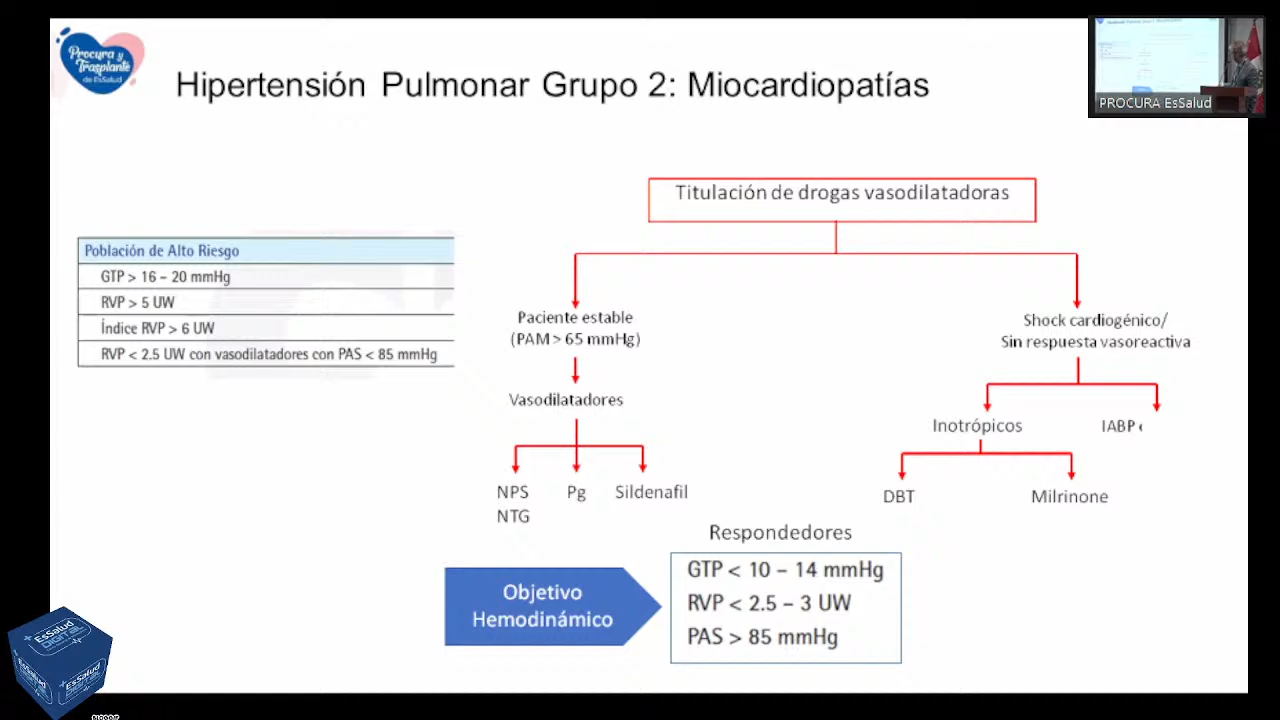 Procura y
Trasplante
de EsSalud
Hipertensión Pulmonar Grupo 2: Miocardiopatías
PROCURA EsSalud
Titulación de drogas vasodilatadoras
Población de Alto Riesgo
GTP > 16 – 20 mmHg
RVP > 5 UW
Índice RVP > 6 UW
RVP < 2.5 UW con vasodilatadores con PAS < 85 mmHg
Paciente estable
(PAM > 65 mmHg)
Vasodilatadores
NPS
NTG
Pg
Sildenafil
Shock cardiogénico/
Sin respuesta vasoreactiva
Inotrópicos
IABP
DBT
Milrinone
Respondedores
Objetivo
Hemodinámico
GTP < 10 – 14 mmHg
RVP < 2.5 – 3 UW
PAS > 85 mmHg
EsSalud
DIGITAL
EsSalud
EsSalud